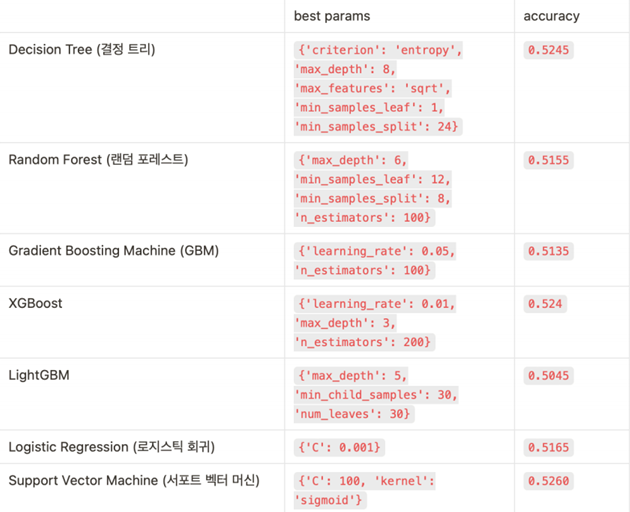 best params accuracy
Decision Tree (결정 트리) {'criterion': 'entropy', 0.5245
'max_depth': 8,
'max_features': 'sqrt',
'min_samples_leaf': 1,
'min_samples_split': 24}
Random Forest (랜덤 포레스트) {'max_depth': 6, 0.5155
'min_samples_leaf': 12,
'min_samples_split': 8,
'n_estimators': 100}
Gradient Boosting Machine (GBM) {'learning_rate': 0.05, 0.5135
'n_estimators': 100}
XGBoost {'learning_rate': 0.01, 0.524
'max_depth': 3,
'n_estimators': 200}
LightGBM {'max_depth': 5, 0.5045
'min_child_samples': 30,
'num_leaves': 30}
Logistic Regression (로지스틱 회귀) {'C': 0.001} 0.5165
Support Vector Machine (서포트 벡터 머신) {'C': 100, 'kernel': 0.5260
'sigmoid'}